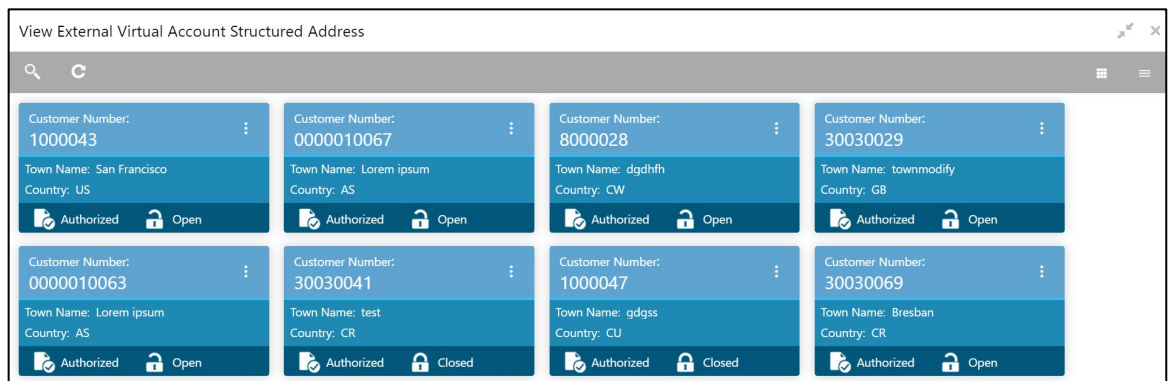 View External Virtual Account Structured Address
Customer Number:
1000043
Town Name: San Francisco
Country: US
Authorized Open
Customer Number:
0000010067
Town Name: Lorem ipsum
Country: AS
Authorized Open
Customer Number:
8000028
Town Name: dgdhfh
Country: CW
Authorized Open
Customer Number:
30030029
Town Name: townmodify
Country: GB
Authorized Open
Customer Number:
0000010063
Town Name: Lorem ipsum
Country: AS
Authorized Open
Customer Number:
30030041
Town Name: test
Country: CR
Authorized Closed
Customer Number:
1000047
Town Name: gdgss
Country: CU
Authorized Closed
Customer Number:
30030069
Town Name: Bresban
Country: CR
Authorized Open